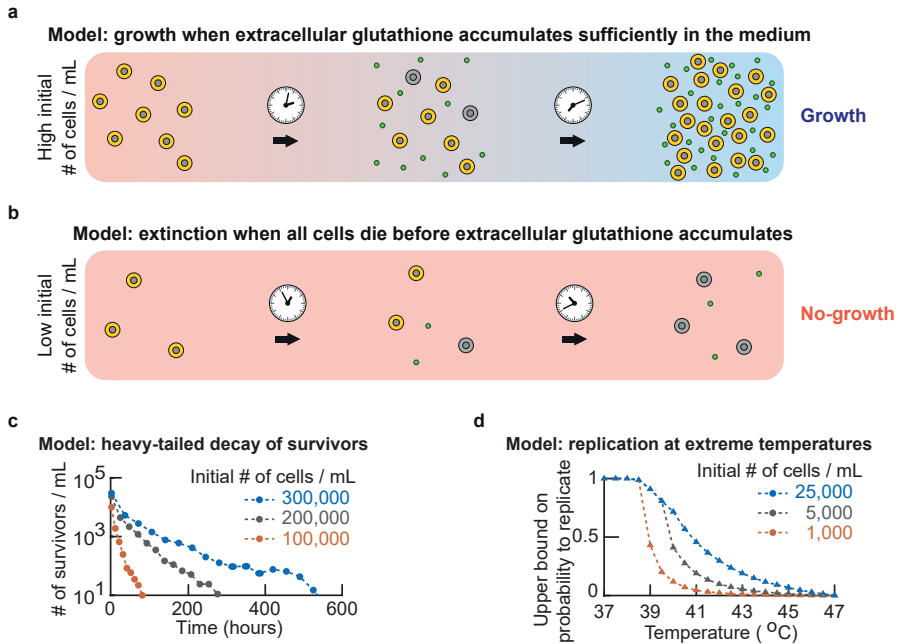 a
Model: growth when extracellular glutathione accumulates sufficiently in the medium
High initial
# of cells / mL
Growth
b
Model: extinction when all cells die before extracellular glutathione accumulates
Low initial
# of cells / mL
No-growth
c
Model: heavy-tailed decay of survivors
# of survivors / mL
10^5
10^3
10^1
Initial # of cells / mL
300,000
200,000
100,000
0 200 400 600
Time (hours)
d
Model: replication at extreme temperatures
Upper bound on
probability to replicate
1
0.5
0
Initial # of cells / mL
25,000
5,000
1,000
37 39 41 43 45 47
Temperature ( °C)